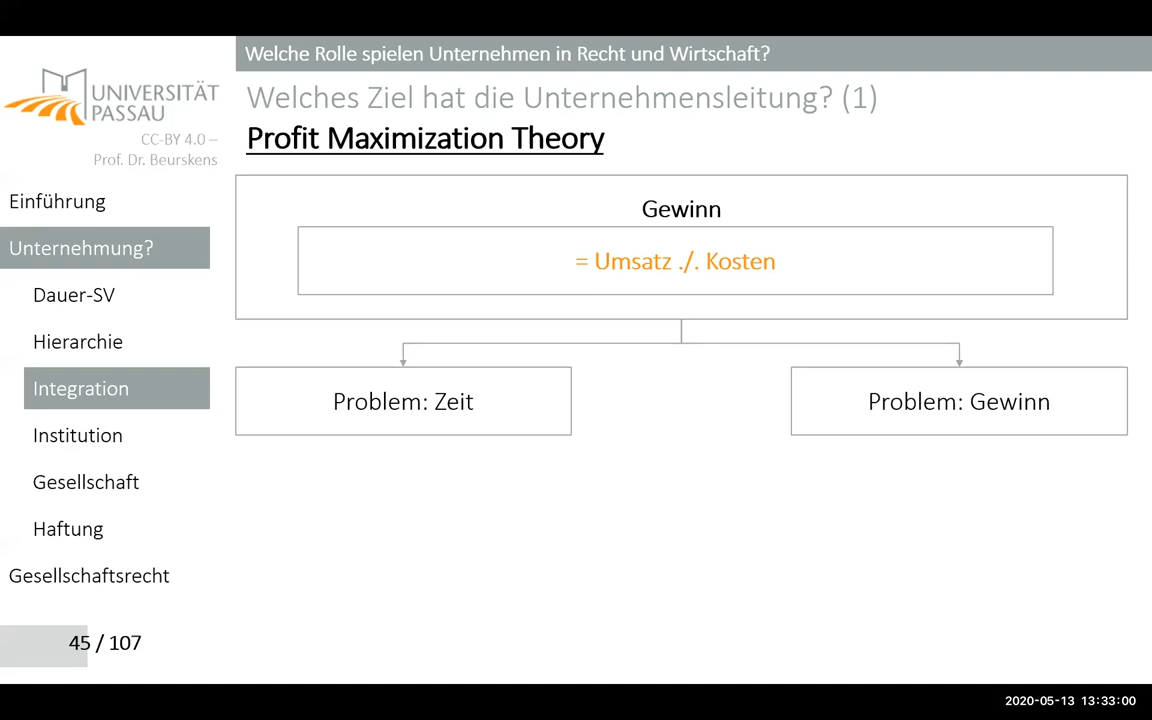 Welche Rolle spielen Unternehmen in Recht und Wirtschaft?
UNIVERSITÄT
PASSAU
CC-BY 4.0 –
Prof. Dr. Beurskens
Welches Ziel hat die Unternehmensleitung? (1)
Profit Maximization Theory
Einführung
Unternehmung?
Dauer-SV
Hierarchie
Integration
Institution
Gesellschaft
Haftung
Gesellschaftsrecht
45 / 107
Gewinn
= Umsatz ./. Kosten
Problem: Zeit
Problem: Gewinn
2020-05-13 13:33:00